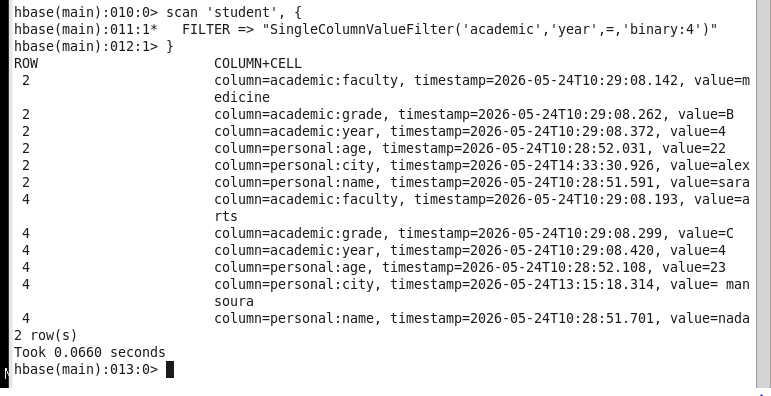 hbase(main):010:0> scan 'student', {
hbase(main):011:1*   FILTER => "SingleColumnValueFilter('academic','year',=,'binary:4')"
hbase(main):012:1> }
ROW                      COLUMN+CELL
 2                       column=academic:faculty, timestamp=2026-05-24T10:29:08.142, value=m
                         edicine
 2                       column=academic:grade, timestamp=2026-05-24T10:29:08.262, value=B
 2                       column=academic:year, timestamp=2026-05-24T10:29:08.372, value=4
 2                       column=personal:age, timestamp=2026-05-24T10:28:52.031, value=22
 2                       column=personal:city, timestamp=2026-05-24T14:33:30.926, value=alex
 2                       column=personal:name, timestamp=2026-05-24T10:28:51.591, value=sara
 4                       column=academic:faculty, timestamp=2026-05-24T10:29:08.193, value=a
                         rts
 4                       column=academic:grade, timestamp=2026-05-24T10:29:08.299, value=C
 4                       column=academic:year, timestamp=2026-05-24T10:29:08.420, value=4
 4                       column=personal:age, timestamp=2026-05-24T10:28:52.108, value=23
 4                       column=personal:city, timestamp=2026-05-24T13:15:18.314, value= man
                         soura
 4                       column=personal:name, timestamp=2026-05-24T10:28:51.701, value=nada
2 row(s)
Took 0.0660 seconds
hbase(main):013:0>